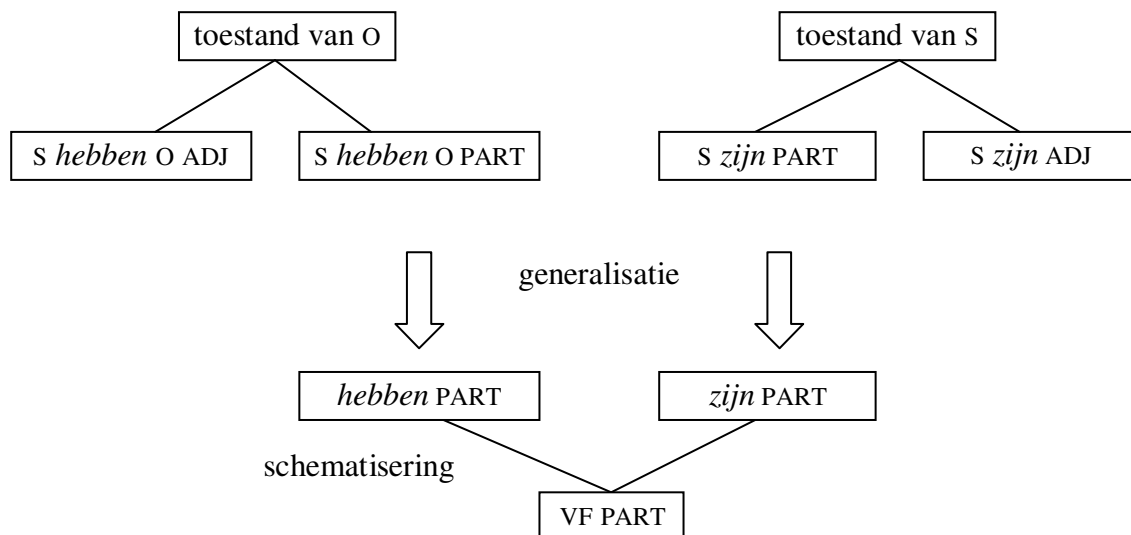 toestand van O
toestand van S
S hebben O ADJ
S hebben O PART
S zijn PART
S zijn ADJ
generalisatie
hebben PART
zijn PART
schematisering
VF PART